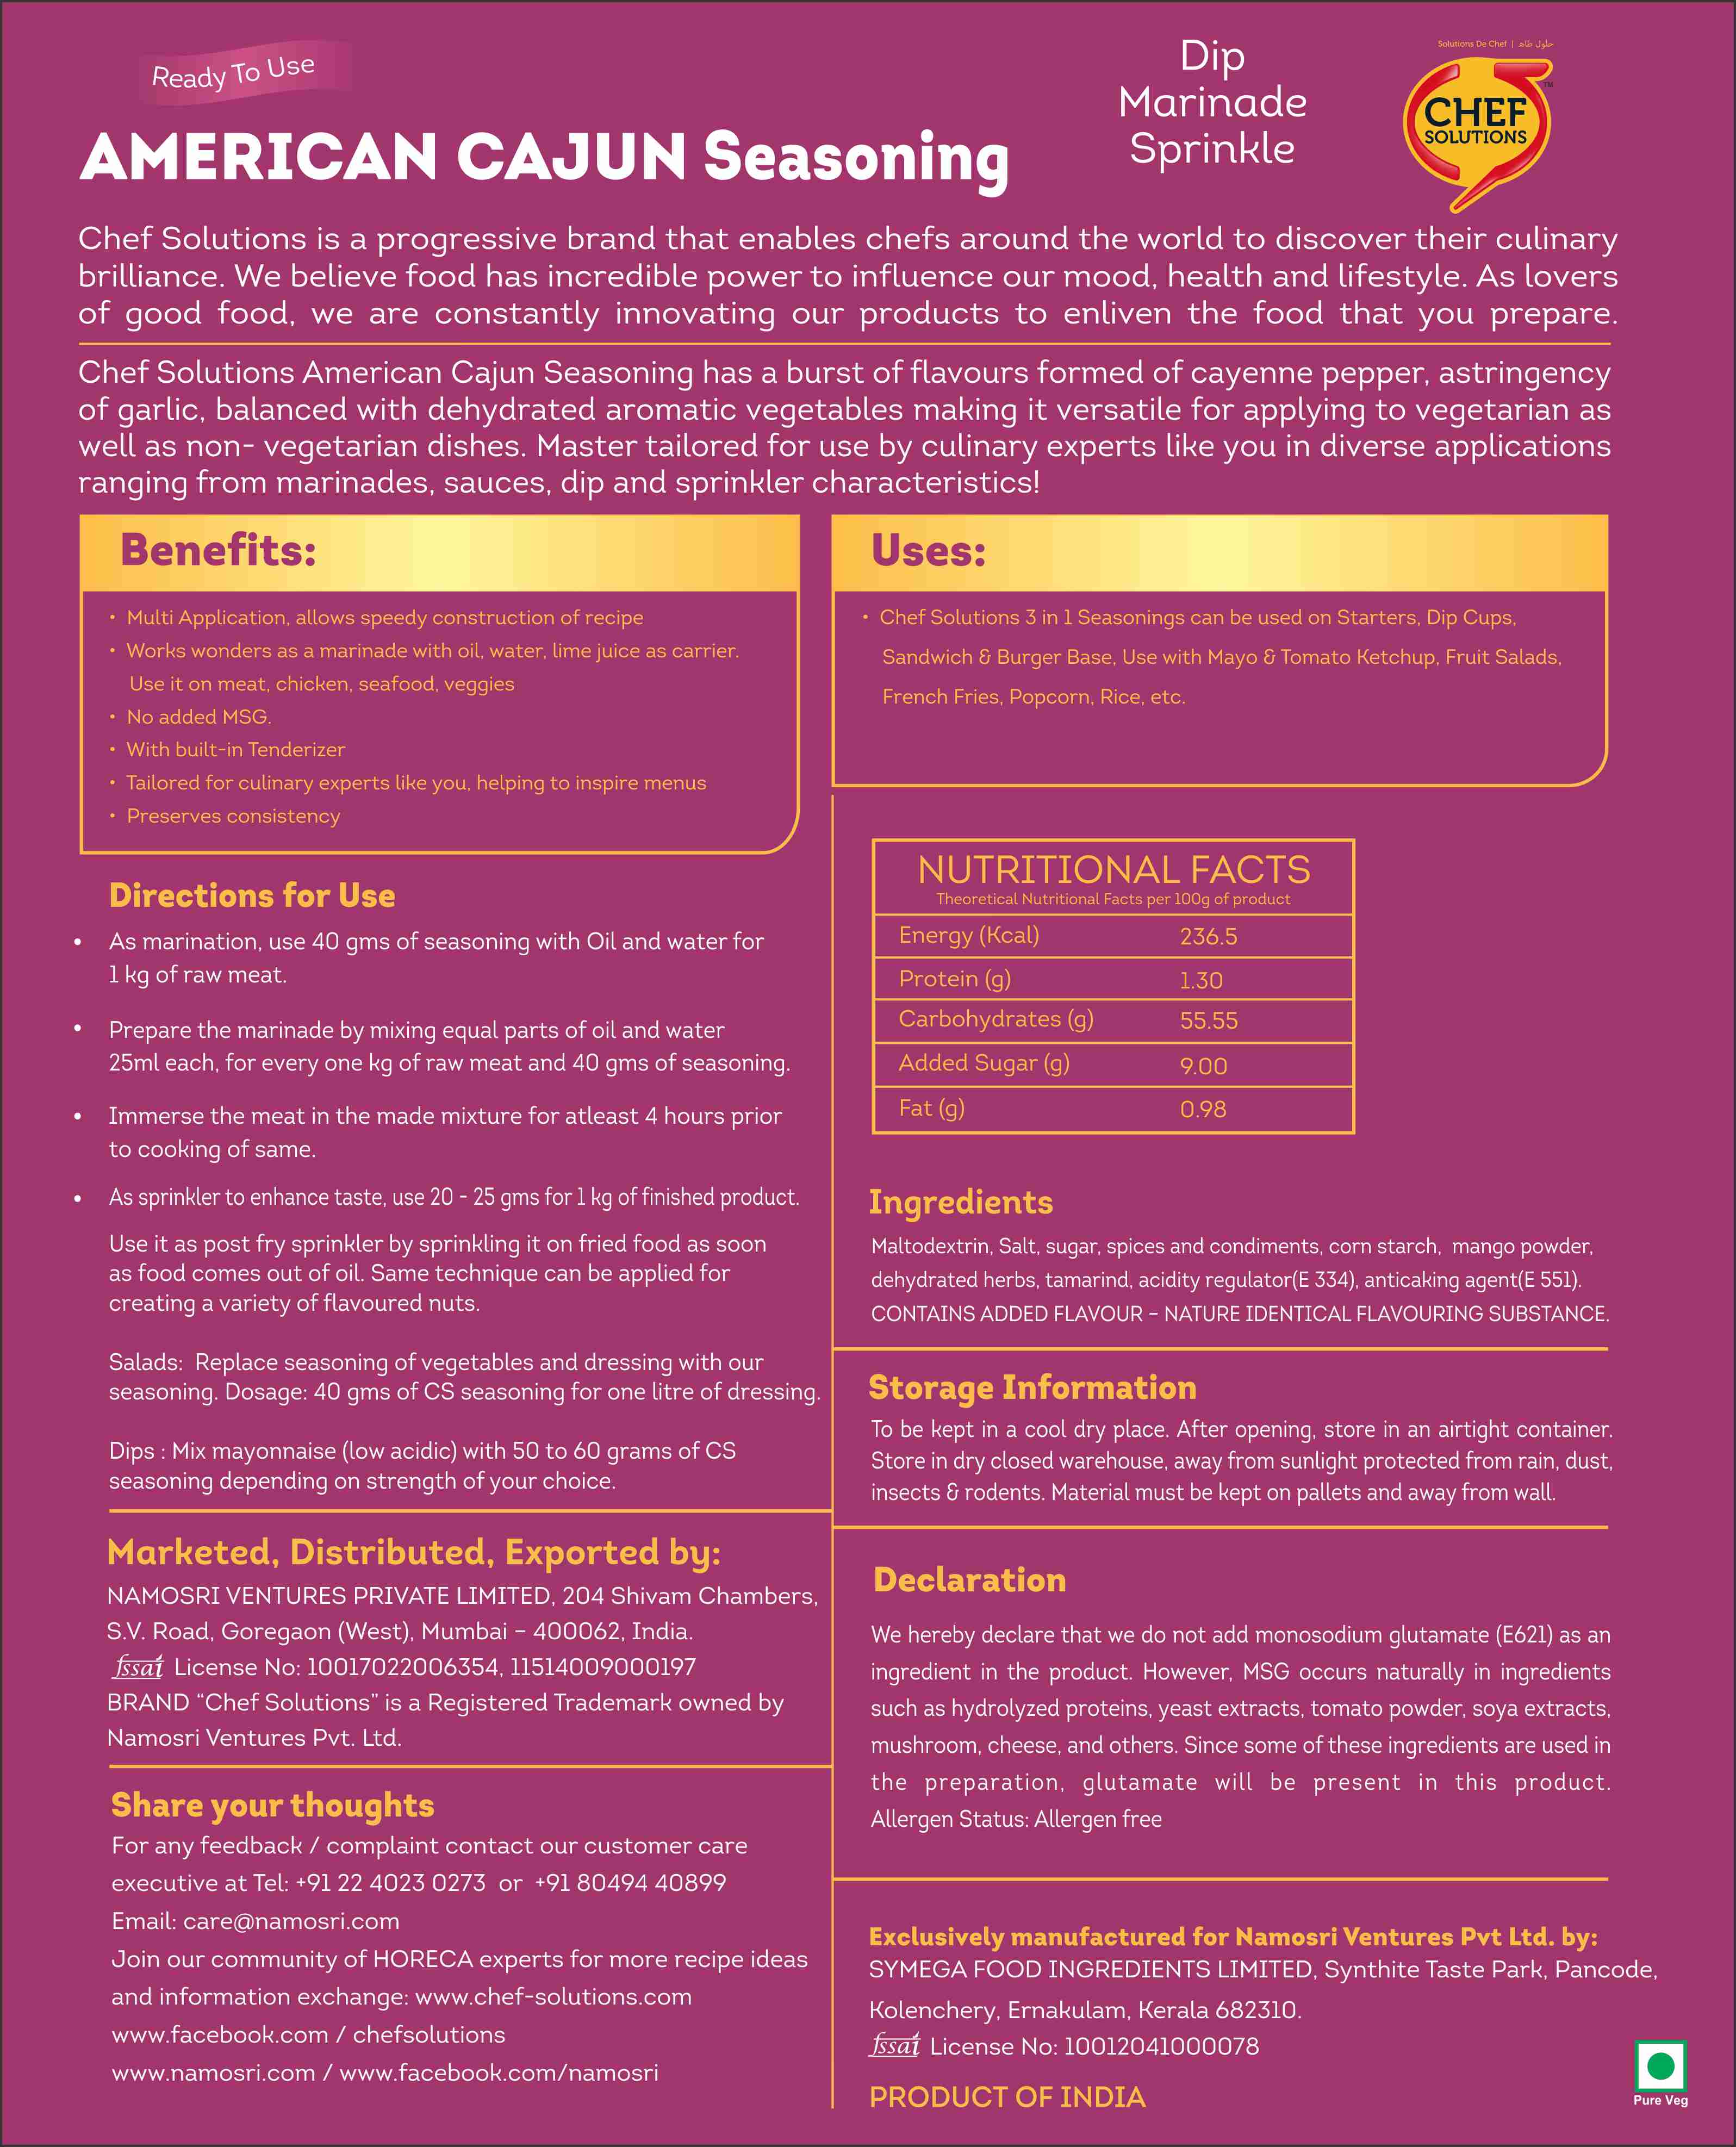 Ready To Use
AMERICAN CAJUN Seasoning
Dip
Marinade
Sprinkle
Solutions De Chef | حلول طاهـ
CHEF
SOLUTIONS
TM
Chef Solutions is a progressive brand that enables chefs around the world to discover their culinary
brilliance. We believe food has incredible power to influence our mood, health and lifestyle. As lovers
of good food, we are constantly innovating our products to enliven the food that you prepare.
Chef Solutions American Cajun Seasoning has a burst of flavours formed of cayenne pepper, astringency
of garlic, balanced with dehydrated aromatic vegetables making it versatile for applying to vegetarian as
well as non- vegetarian dishes. Master tailored for use by culinary experts like you in diverse applications
ranging from marinades, sauces, dip and sprinkler characteristics!
Benefits:
• Multi Application, allows speedy construction of recipe
• Works wonders as a marinade with oil, water, lime juice as carrier.
Use it on meat, chicken, seafood, veggies
• No added MSG.
• With built-in Tenderizer
• Tailored for culinary experts like you, helping to inspire menus
• Preserves consistency
Directions for Use
• As marination, use 40 gms of seasoning with Oil and water for
1 kg of raw meat.
• Prepare the marinade by mixing equal parts of oil and water
25ml each, for every one kg of raw meat and 40 gms of seasoning.
• Immerse the meat in the made mixture for atleast 4 hours prior
to cooking of same.
• As sprinkler to enhance taste, use 20 - 25 gms for 1 kg of finished product.
Use it as post fry sprinkler by sprinkling it on fried food as soon
as food comes out of oil. Same technique can be applied for
creating a variety of flavoured nuts.
Salads: Replace seasoning of vegetables and dressing with our
seasoning. Dosage: 40 gms of CS seasoning for one litre of dressing.
Dips : Mix mayonnaise (low acidic) with 50 to 60 grams of CS
seasoning depending on strength of your choice.
Marketed, Distributed, Exported by:
NAMOSRI VENTURES PRIVATE LIMITED, 204 Shivam Chambers,
S.V. Road, Goregaon (West), Mumbai – 400062, India.
fssai License No: 10017022006354, 11514009000197
BRAND “Chef Solutions” is a Registered Trademark owned by
Namosri Ventures Pvt. Ltd.
Share your thoughts
For any feedback / complaint contact our customer care
executive at Tel: +91 22 4023 0273 or +91 80494 40899
Email: care@namosri.com
Join our community of HORECA experts for more recipe ideas
and information exchange: www.chef-solutions.com
www.facebook.com / chefsolutions
www.namosri.com / www.facebook.com/namosri
Uses:
• Chef Solutions 3 in 1 Seasonings can be used on Starters, Dip Cups,
Sandwich & Burger Base, Use with Mayo & Tomato Ketchup, Fruit Salads,
French Fries, Popcorn, Rice, etc.
NUTRITIONAL FACTS
Theoretical Nutritional Facts per 100g of product
Energy (Kcal) 236.5
Protein (g) 1.30
Carbohydrates (g) 55.55
Added Sugar (g) 9.00
Fat (g) 0.98
Ingredients
Maltodextrin, Salt, sugar, spices and condiments, corn starch, mango powder,
dehydrated herbs, tamarind, acidity regulator(E 334), anticaking agent(E 551).
CONTAINS ADDED FLAVOUR – NATURE IDENTICAL FLAVOURING SUBSTANCE.
Storage Information
To be kept in a cool dry place. After opening, store in an airtight container.
Store in dry closed warehouse, away from sunlight protected from rain, dust,
insects & rodents. Material must be kept on pallets and away from wall.
Declaration
We hereby declare that we do not add monosodium glutamate (E621) as an
ingredient in the product. However, MSG occurs naturally in ingredients
such as hydrolyzed proteins, yeast extracts, tomato powder, soya extracts,
mushroom, cheese, and others. Since some of these ingredients are used in
the preparation, glutamate will be present in this product.
Allergen Status: Allergen free
Exclusively manufactured for Namosri Ventures Pvt Ltd. by:
SYMEGA FOOD INGREDIENTS LIMITED, Synthite Taste Park, Pancode,
Kolenchery, Ernakulam, Kerala 682310.
fssai License No: 10012041000078
PRODUCT OF INDIA
Pure Veg